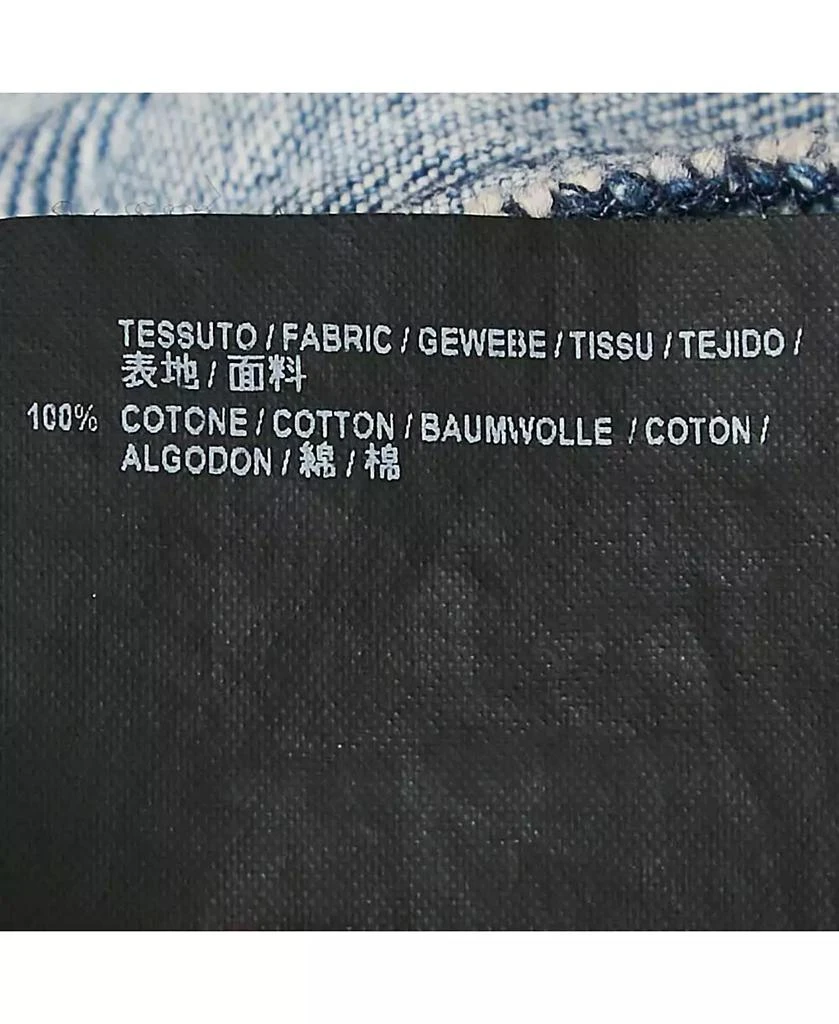 TESSUTO / FABRIC / GEWEBE / TISSU / TEJIDO /
表地 / 面料
100% COTONE / COTTON / BAUMWOLLE / COTON /
ALGODON / 綿 / 棉